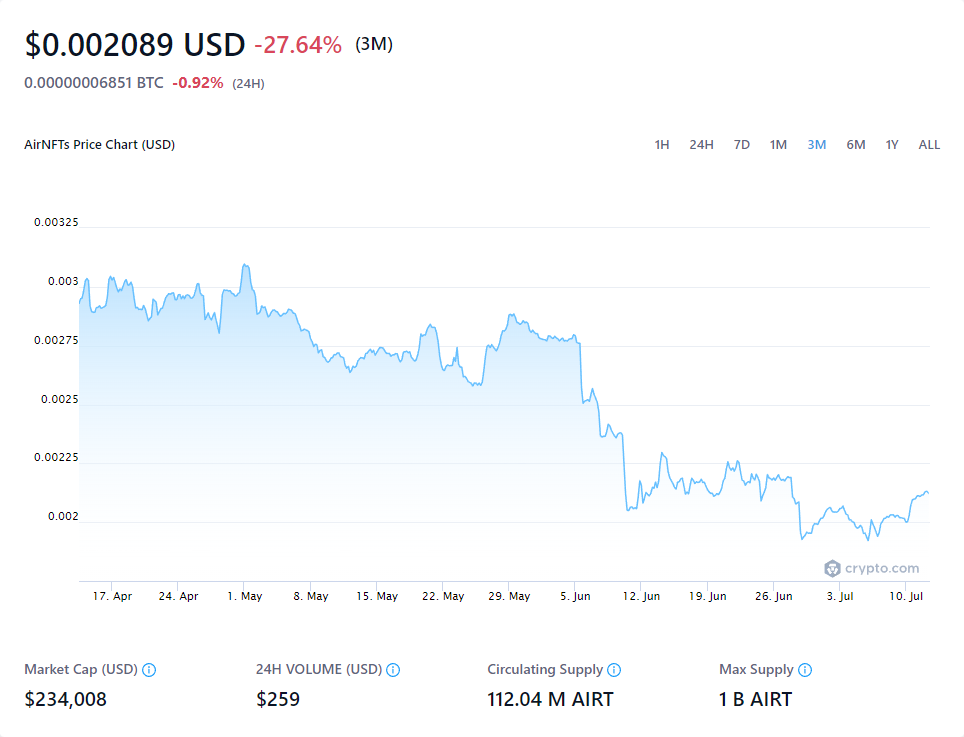 $0.002089 USD -27.64% (3M)
0.00000006851 BTC -0.92% (24H)
AirNFTs Price Chart (USD) 1H 24H 7D 1M 3M 6M 1Y ALL
0.00325
0.003
0.00275
0.0025
0.00225
0.002
crypto.com
17. Apr 24. Apr 1. May 8. May 15. May 22. May 29. May 5. Jun 12. Jun 19. Jun 26. Jun 3. Jul 10. Jul
Market Cap (USD) 24H VOLUME (USD) Circulating Supply Max Supply
$234,008 $259 112.04 M AIRT 1 B AIRT